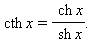 cth x = ch x / sh x.